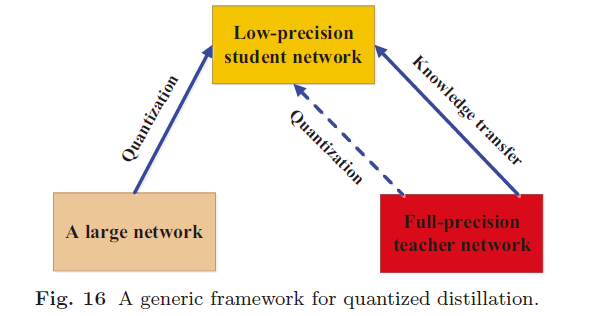 Low-precision
student network
Quantization
Quantization
Knowledge transfer
A large network
Full-precision
teacher network
Fig. 16 A generic framework for quantized distillation.